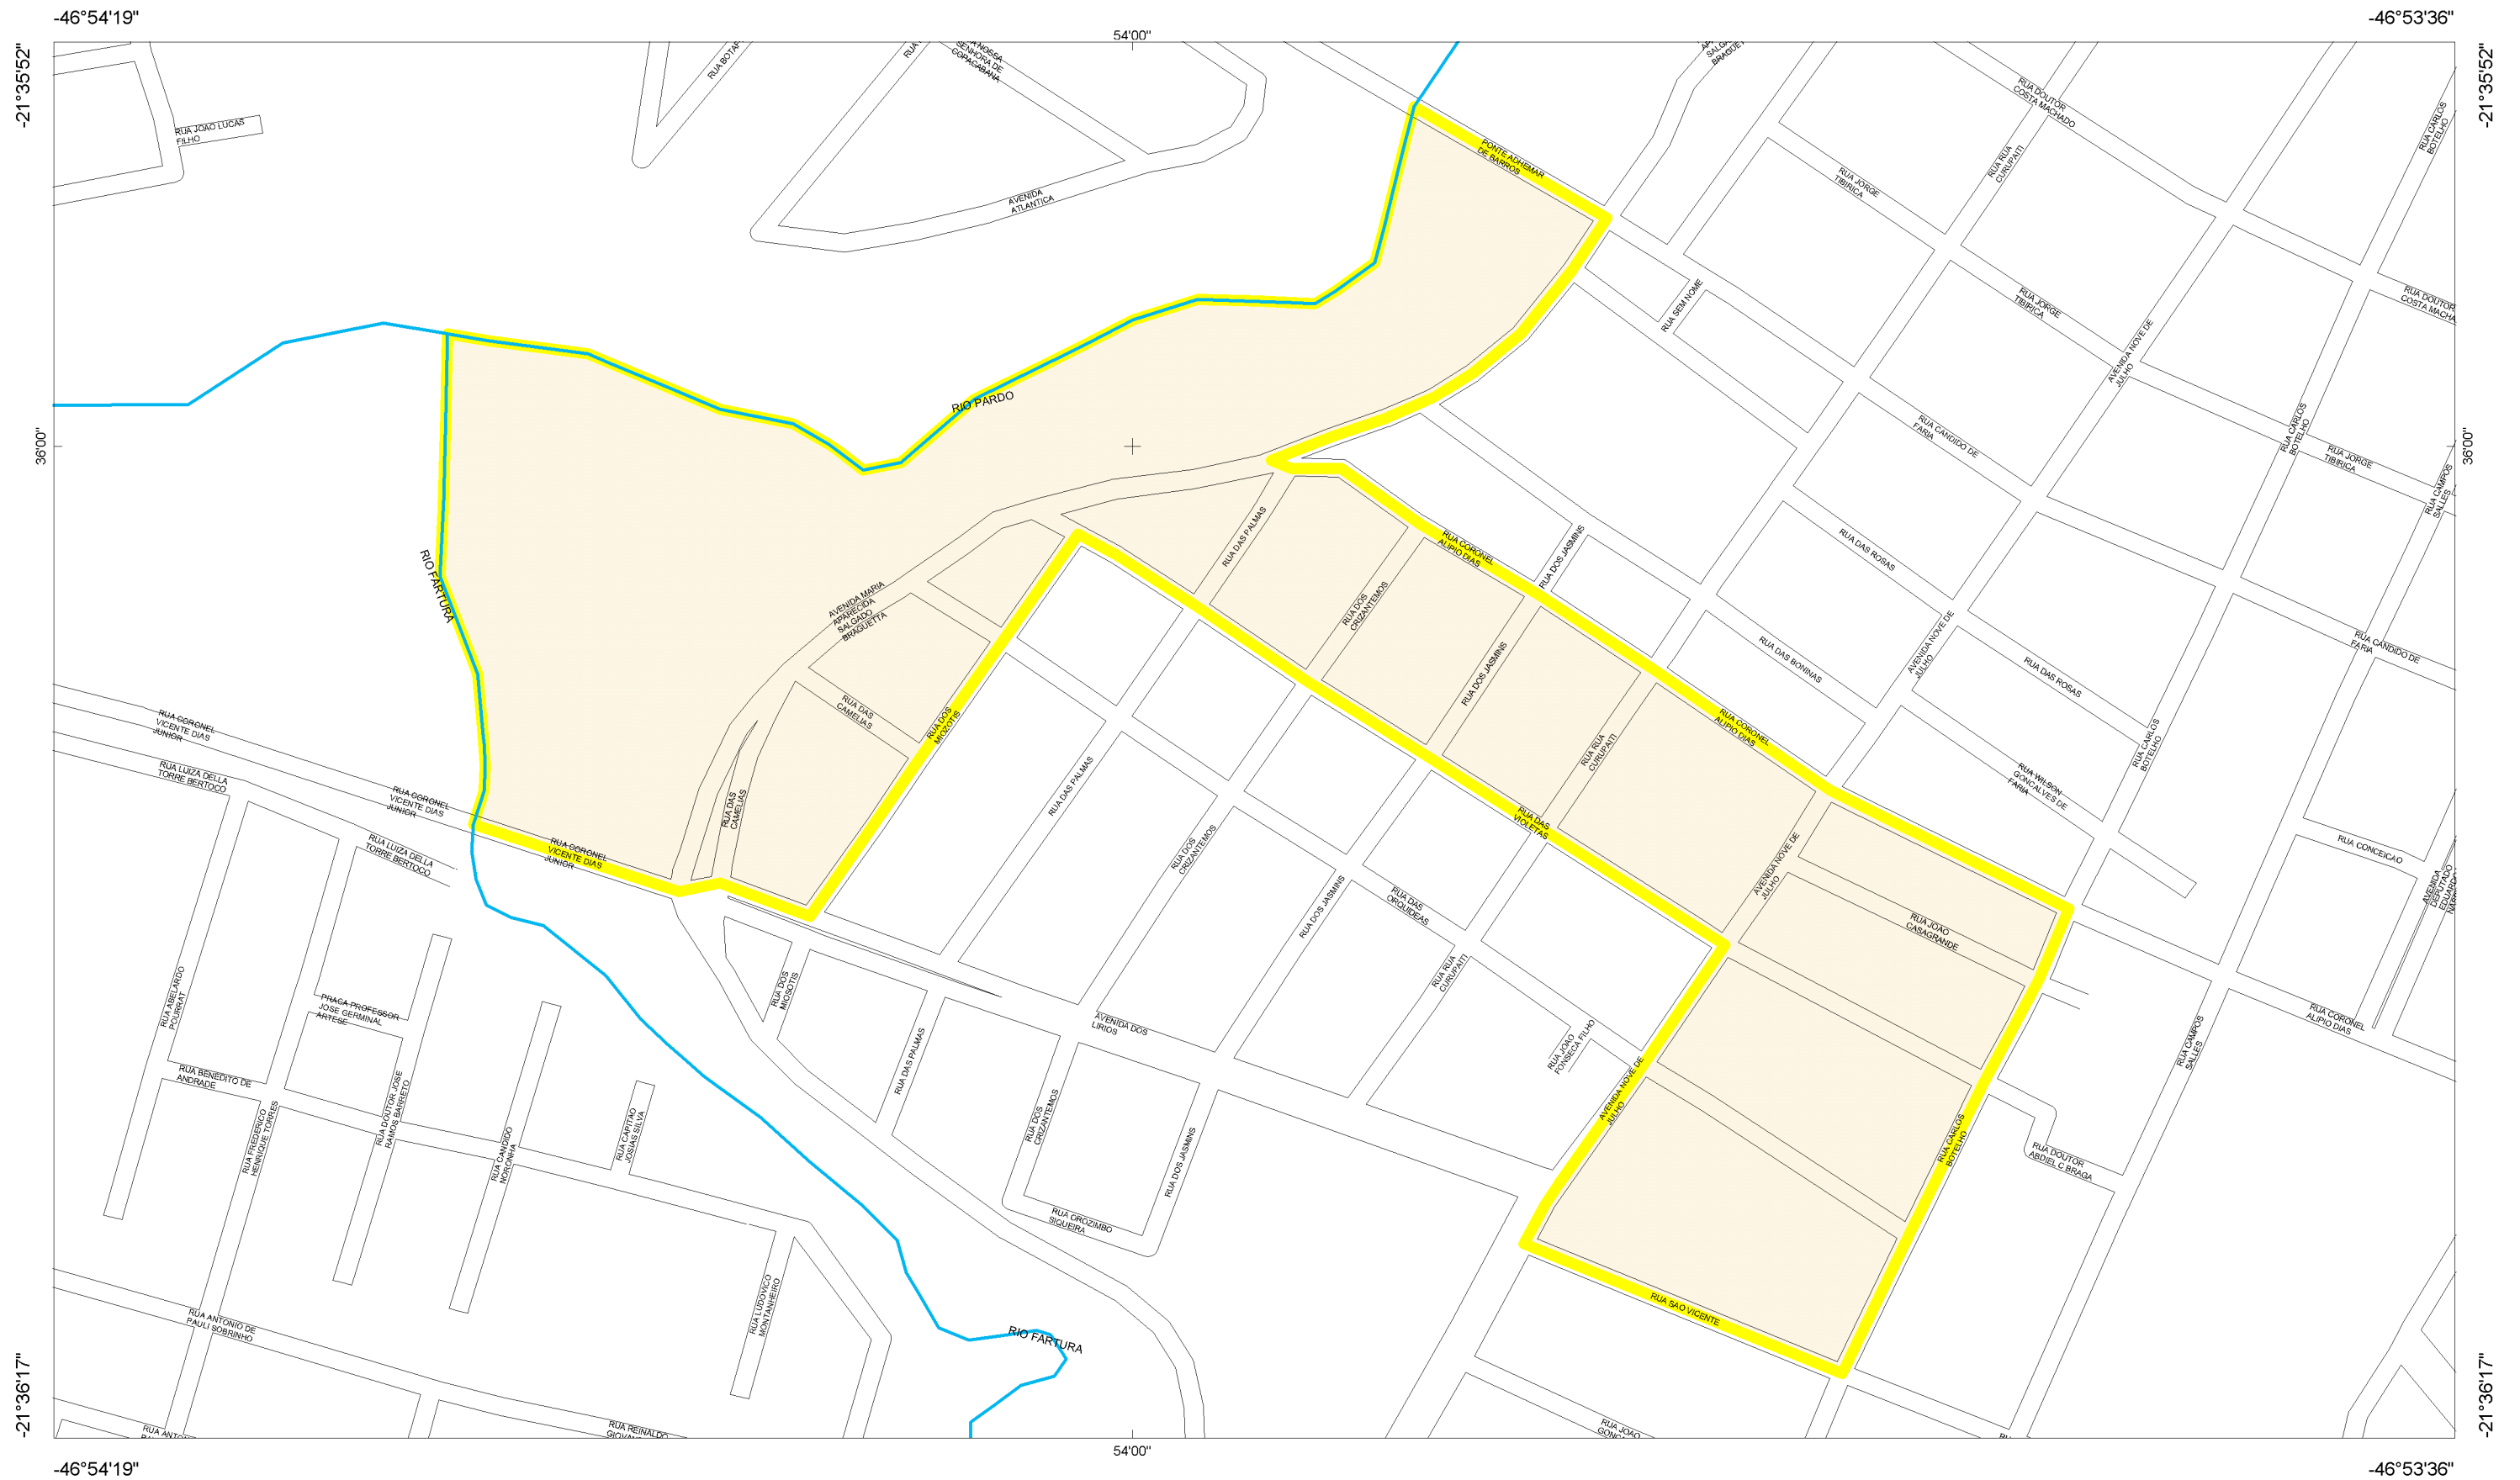 -46°54'19"
-46°53'36"
-21°35'52"
54'00"
-21°35'52"
RUA BOTAF
SENHORA DE
COPACABANA
SALG
BRAGUET
RUA DOUTOR
COSTA MACHADO
RUA CARLOS
BOTELHO
RUA JOAO LUCAS
FILHO
PONTE ADHEMAR
DE BARROS
RUA RUA
CURUPAITI
RUA JORGE
TIBIRICA
AVENIDA
ATLANTICA
RUA SEM NOME
RUA JORGE
TIBIRICA
RUA DOUTOR
COSTA MACHA
AVENIDA NOVE DE
JULHO
RIO PARDO
RUA CANDIDO DE
FARIA
RUA CARLOS
BOTELHO
36'00"
36'00"
RUA JORGE
TIBIRICA
RUA CAMPOS
SALLES
RUA DAS PALMAS
RUA CORONEL
ALIPIO DIAS
RUA DOS JASMINS
RUA DAS ROSAS
RIO FARTURA
AVENIDA MARIA
APARECIDA
SALGADO
BRAGUETTA
RUA DOS
CRIZANTEMOS
AVENIDA NOVE DE
JULHO
RUA CANDIDO DE
FARIA
RUA DAS BONINAS
RUA DOS JASMINS
RUA DAS ROSAS
RUA CORONEL
VICENTE DIAS
JUNIOR
RUA DAS
CAMELIAS
RUA DOS
MIOZOTIS
RUA CORONEL
ALIPIO DIAS
RUA RUA
CURUPAITI
RUA CARLOS
BOTELHO
RUA LUIZA DELLA
TORRE BERTOCO
RUA CORONEL
VICENTE DIAS
JUNIOR
RUA DAS
CAMELIAS
RUA DAS PALMAS
RUA DAS
VIOLETAS
RUA WILSON
GONCALVES DE
FARIA
RUA LUIZA DELLA
TORRE BERTOCO
RUA CORONEL
VICENTE DIAS
JUNIOR
RUA DOS
CRIZANTEMOS
AVENIDA NOVE DE
JULHO
RUA CONCEICAO
AVENIDA
DEPUTADO
EDUARD
RUA DOS JASMINS
RUA DAS
ORQUIDEAS
RUA JOAO
CASAGRANDE
RUA ABELARDO
POURRAT
PRACA PROFESSOR
JOSE GERMINAL
ARTESE
RUA DOS
MIOSOTIS
RUA RUA
CURUPAITI
AVENIDA DOS
LIRIOS
RUA JOAO
FONSECA FILHO
RUA CAMPOS
SALLES
RUA CORONEL
ALIPIO DIAS
RUA BENEDITO DE
ANDRADE
RUA DOUTOR JOSE
RAMOS BARRETO
RUA DAS PALMAS
AVENIDA NOVE DE
JULHO
RUA FREDERICO
HENRIQUE TORRES
RUA CANDIDO
NORONHA
RUA CAPITAO
JOSIAS SILVA
RUA DOS
CRIZANTEMOS
RUA DOS JASMINS
RUA CARLOS
BOTELHO
RUA DOUTOR
ABDIEL C BRAGA
RUA OROZIMBO
SIQUEIRA
RUA LUDOVICO
MONTANHEIRO
RUA SAO VICENTE
RUA ANTONIO DE
PAULI SOBRINHO
RIO FARTURA
RUA REINALDO
RUA JOAO
-21°36'17"
-21°36'17"
54'00"
-46°54'19"
-46°53'36"